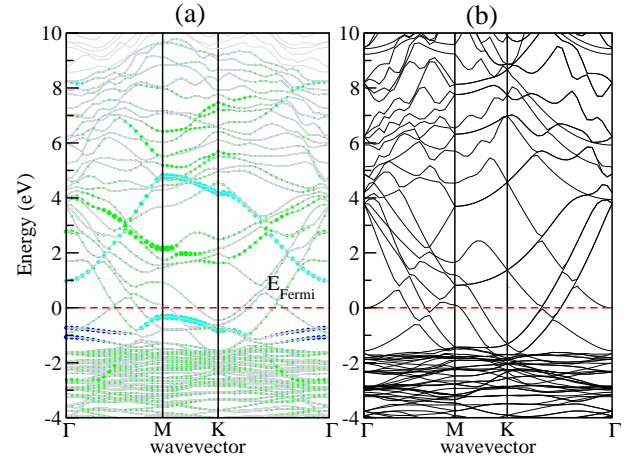 (a) (b)
10 10
8 8
6 6
4 4
2 2
0 0
-2 -2
-4 -4
Energy (eV)
E_Fermi
Γ M K Γ Γ M K Γ
wavevector wavevector